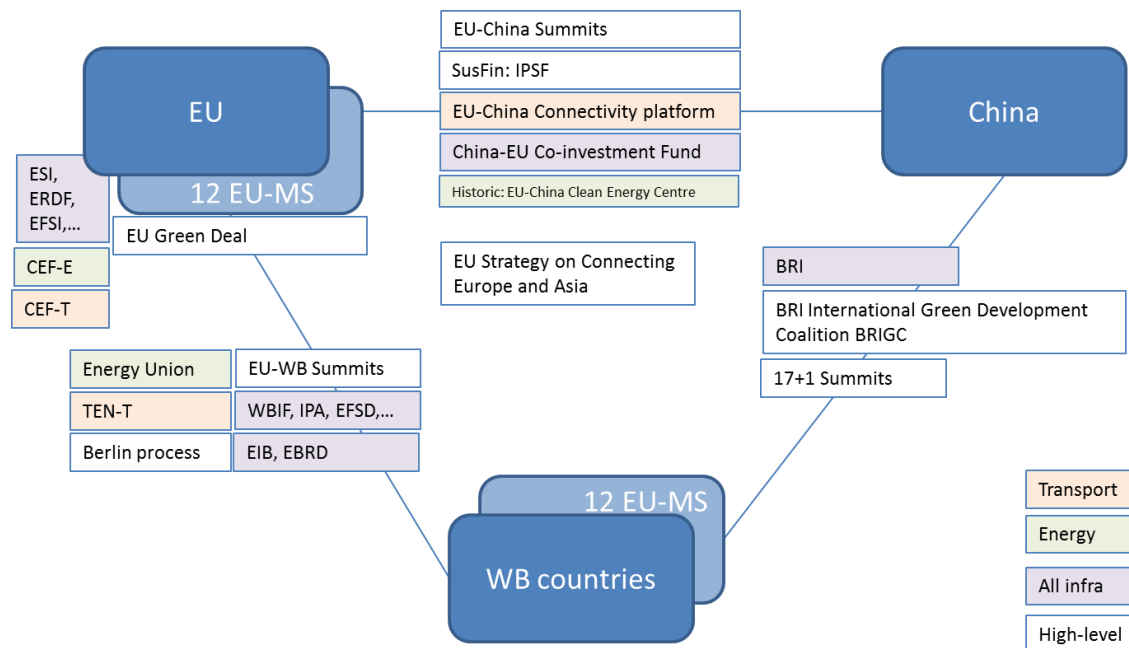 EU
12 EU-MS
EU-China Summits
SusFin: IPSF
EU-China Connectivity platform
China-EU Co-investment Fund
Historic: EU-China Clean Energy Centre
China
ESI,
ERDF,
EFSI,...
EU Green Deal
CEF-E
CEF-T
EU Strategy on Connecting
Europe and Asia
BRI
BRI International Green Development
Coalition BRIGC
17+1 Summits
Energy Union
EU-WB Summits
TEN-T
WBIF, IPA, EFSD,...
Berlin process
EIB, EBRD
12 EU-MS
WB countries
Transport
Energy
All infra
High-level